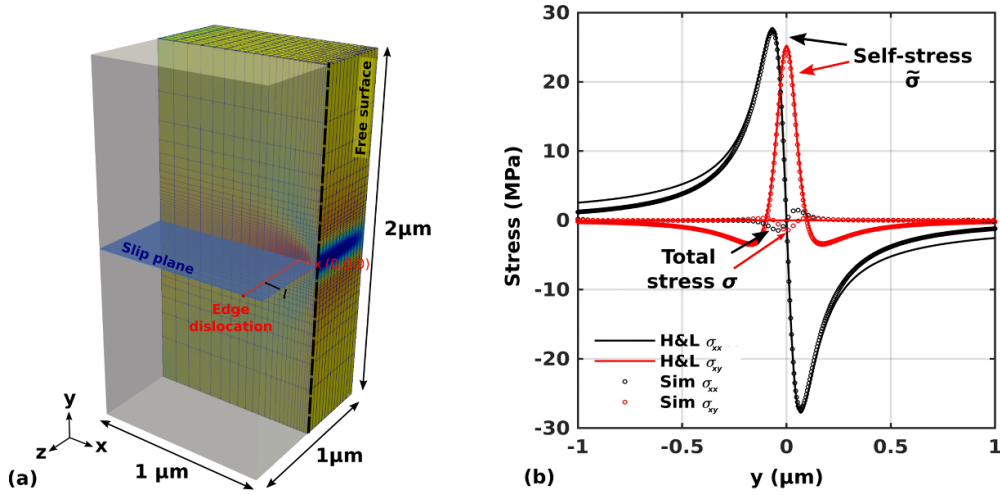 (a)
Free surface
2μm
Slip plane
x (0,0,0)
l
Edge
dislocation
y
z
x
1 μm
1μm
(b)
Stress (MPa)
30
20
10
0
-10
-20
-30
-1
-0.5
0
0.5
1
y (μm)
Self-stress
σ̃
Total
stress σ
H&L σxx
H&L σxy
Sim σxx
Sim σxy